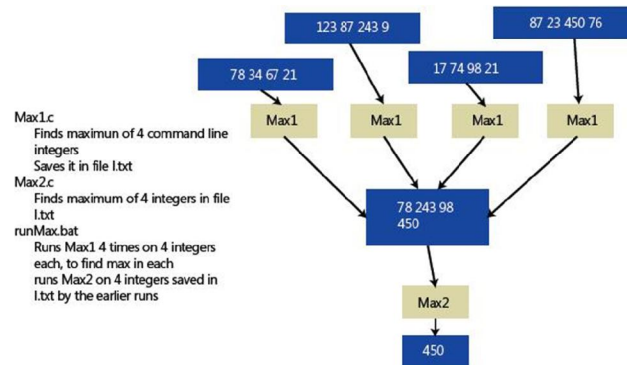 123 87 243 9
87 23 450 76
78 34 67 21
17 74 98 21
Max1
Max1
Max1
Max1
Max1.c
Finds maximun of 4 command line
integers
Saves it in file I.txt
Max2.c
Finds maximum of 4 integers in file
I.txt
runMax.bat
Runs Max1 4 times on 4 integers
each, to find max in each
runs Max2 on 4 integers saved in
I.txt by the earlier runs
78 243 98
450
Max2
450